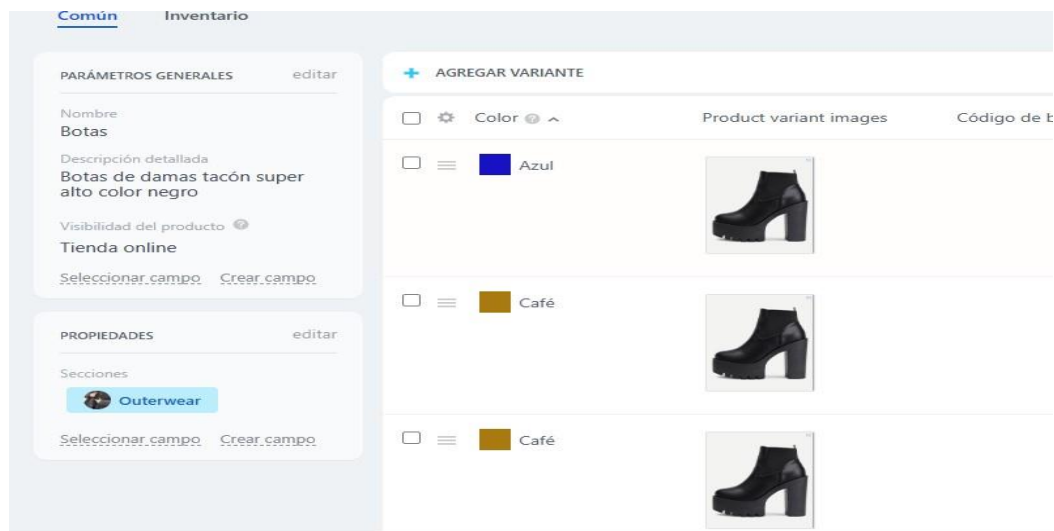 Común Inventario
PARÁMETROS GENERALES editar
Nombre
Botas
Descripción detallada
Botas de damas tacón super
alto color negro
Visibilidad del producto
Tienda online
Seleccionar campo Crear campo
PROPIEDADES editar
Secciones
Outerwear
Seleccionar campo Crear campo
AGREGAR VARIANTE
Color Product variant images Código de b
Azul
Café
Café